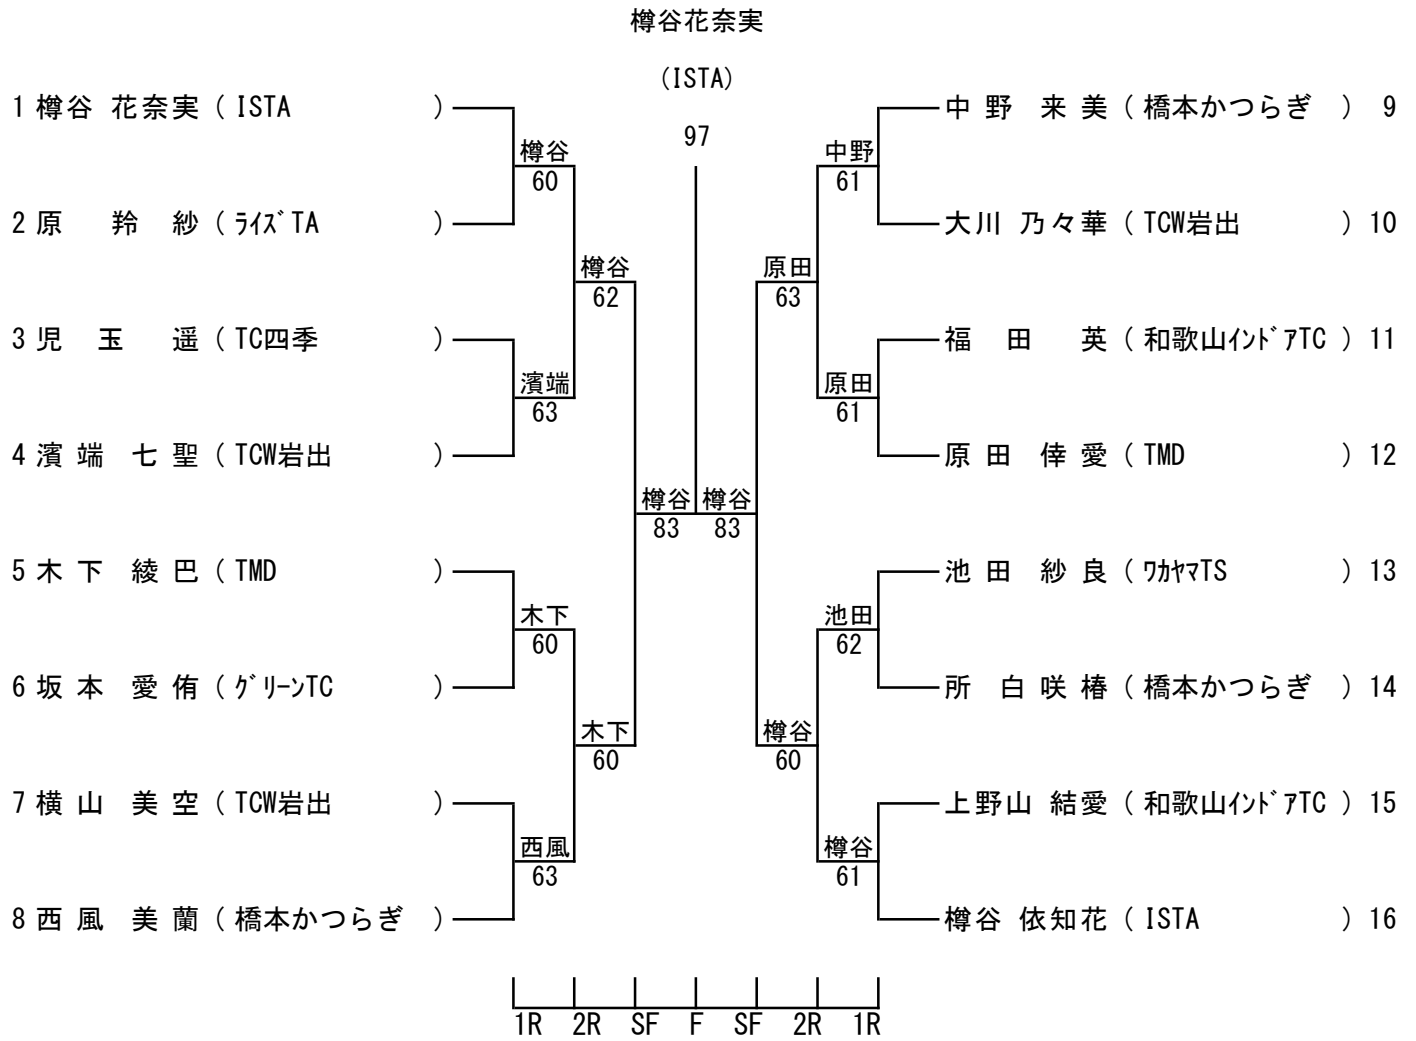 樽谷花奈実
(ISTA)
97
1 樽谷 花奈実 ( ISTA )
2 原 羚 紗 ( ﾗｲｽﾞTA )
3 児 玉 遥 ( TC四季 )
4 濱 端 七 聖 ( TCW岩出 )
5 木 下 綾 巴 ( TMD )
6 坂 本 愛 侑 ( ｸﾞﾘｰﾝTC )
7 横 山 美 空 ( TCW岩出 )
8 西 風 美 蘭 ( 橋本かつらぎ )
樽谷
60
濱端
63
木下
60
西風
63
樽谷
62
木下
60
樽谷
83
樽谷
83
原田
63
樽谷
60
中野
61
原田
61
池田
62
樽谷
61
中 野 来 美 ( 橋本かつらぎ ) 9
大川 乃々華 ( TCW岩出 ) 10
福 田 英 ( 和歌山ｲﾝﾄﾞｱTC ) 11
原 田 倖 愛 ( TMD ) 12
池 田 紗 良 ( ﾜｶﾔﾏTS ) 13
所 白 咲 椿 ( 橋本かつらぎ ) 14
上野山 結愛 ( 和歌山ｲﾝﾄﾞｱTC ) 15
樽谷 依知花 ( ISTA ) 16
1R 2R SF F SF 2R 1R